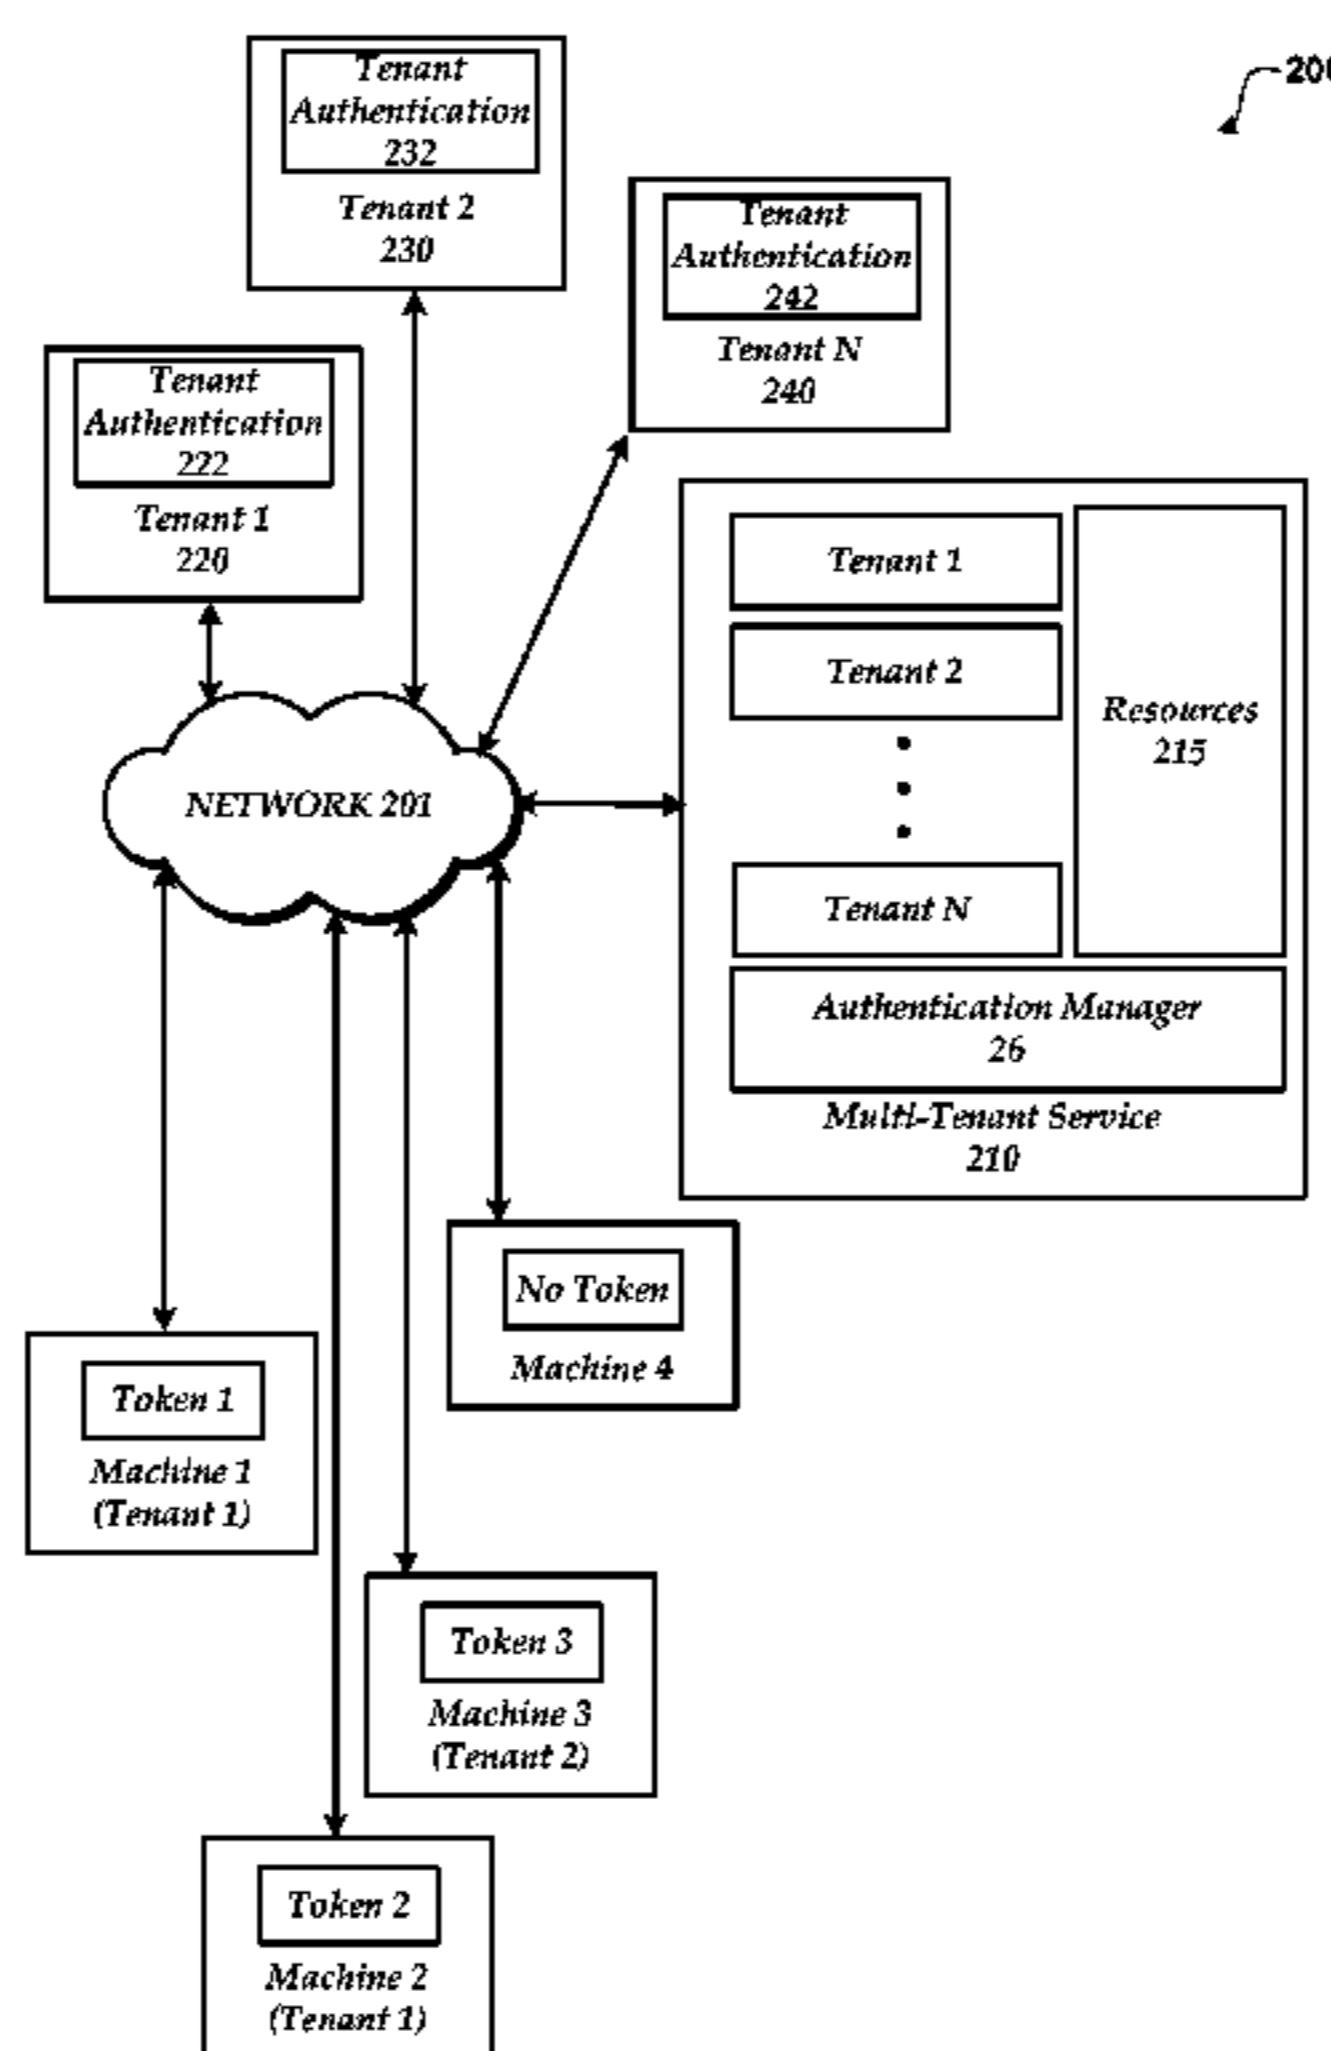 Tenant
Authentication
232
Tenant 2
230
200
Tenant
Authentication
242
Tenant N
240
Tenant
Authentication
222
Tenant 1
220
Tenant 1
Tenant 2
Resources
215
NETWORK 201
Tenant N
Authentication Manager
26
Multi-Tenant Service
210
No Token
Machine 4
Token 1
Machine 1
(Tenant 1)
Token 3
Machine 3
(Tenant 2)
Token 2
Machine 2
(Tenant 1)